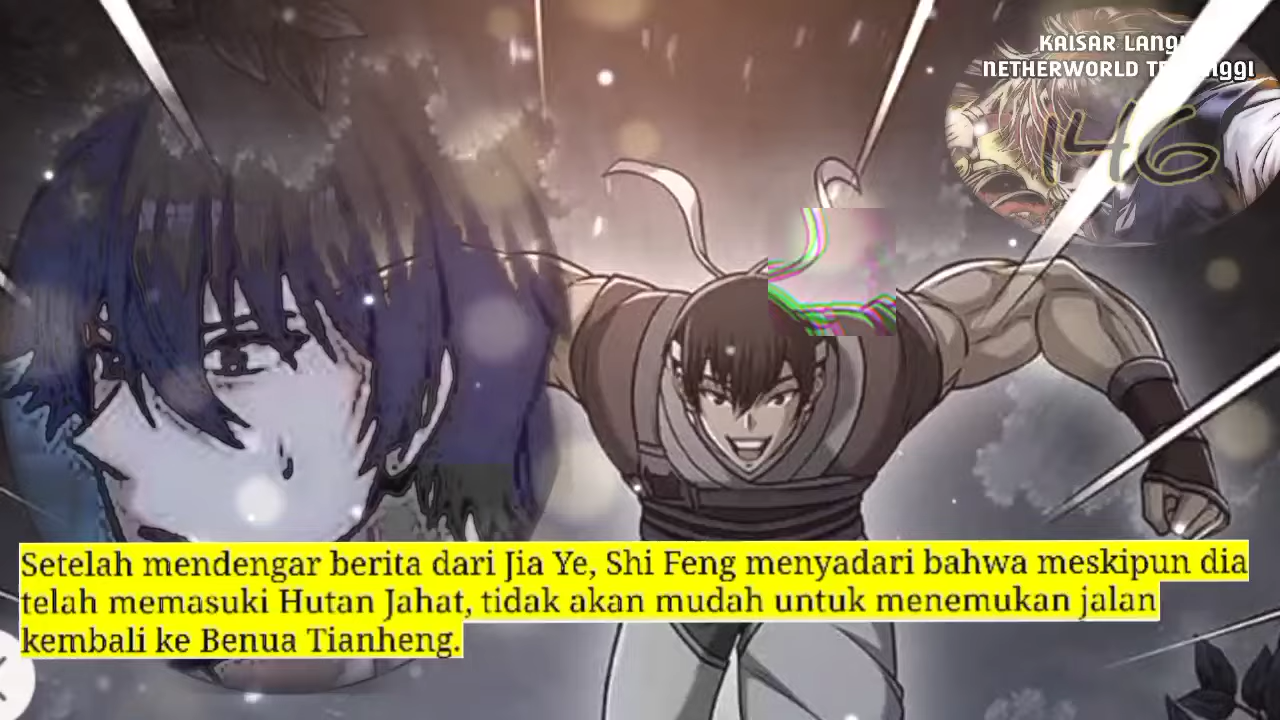 KAISAR
NETHERWORLD
146
Setelah mendengar berita dari Jia Ye, Shi Feng menyadari bahwa meskipun dia
telah memasuki Hutan Jahat, tidak akan mudah untuk menemukan jalan
kembali ke Benua Tianheng.